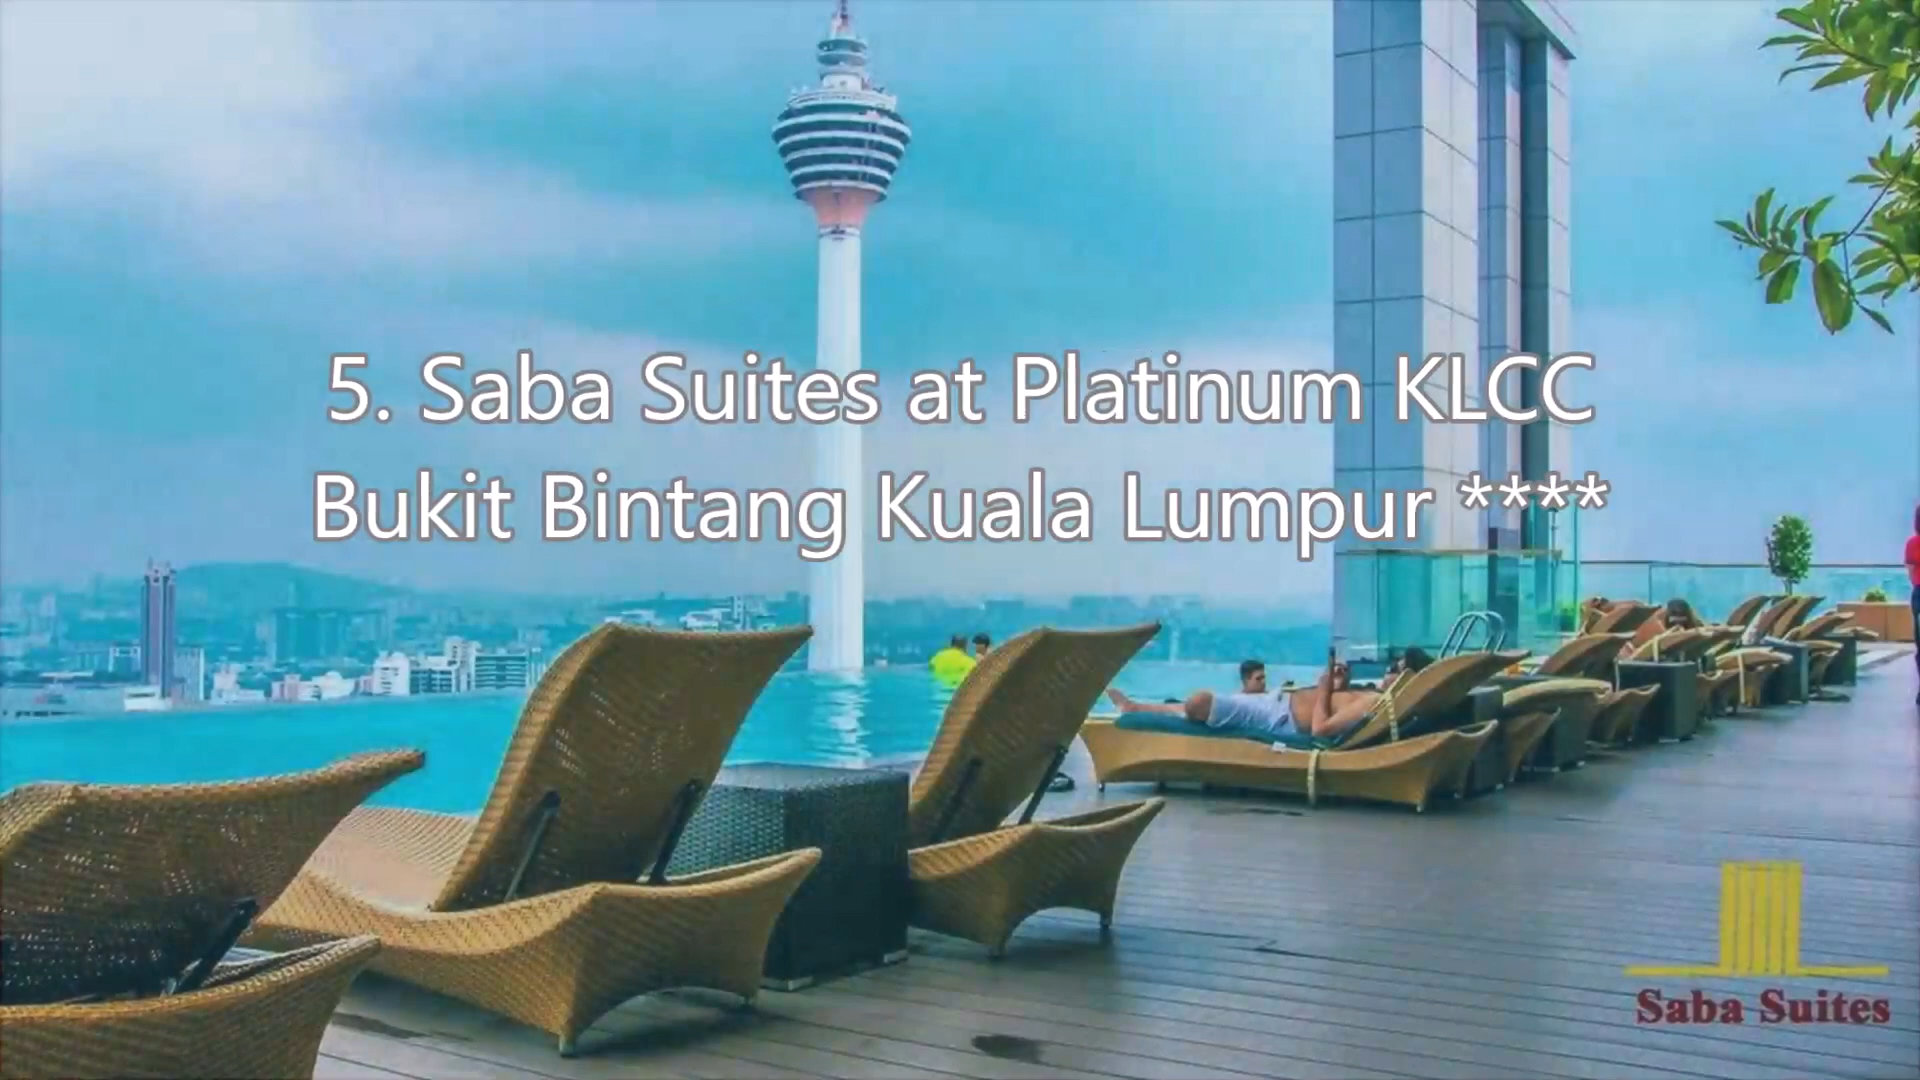 5. Saba Suites at Platinum KLCC
Bukit Bintang Kuala Lumpur ****
Saba Suites